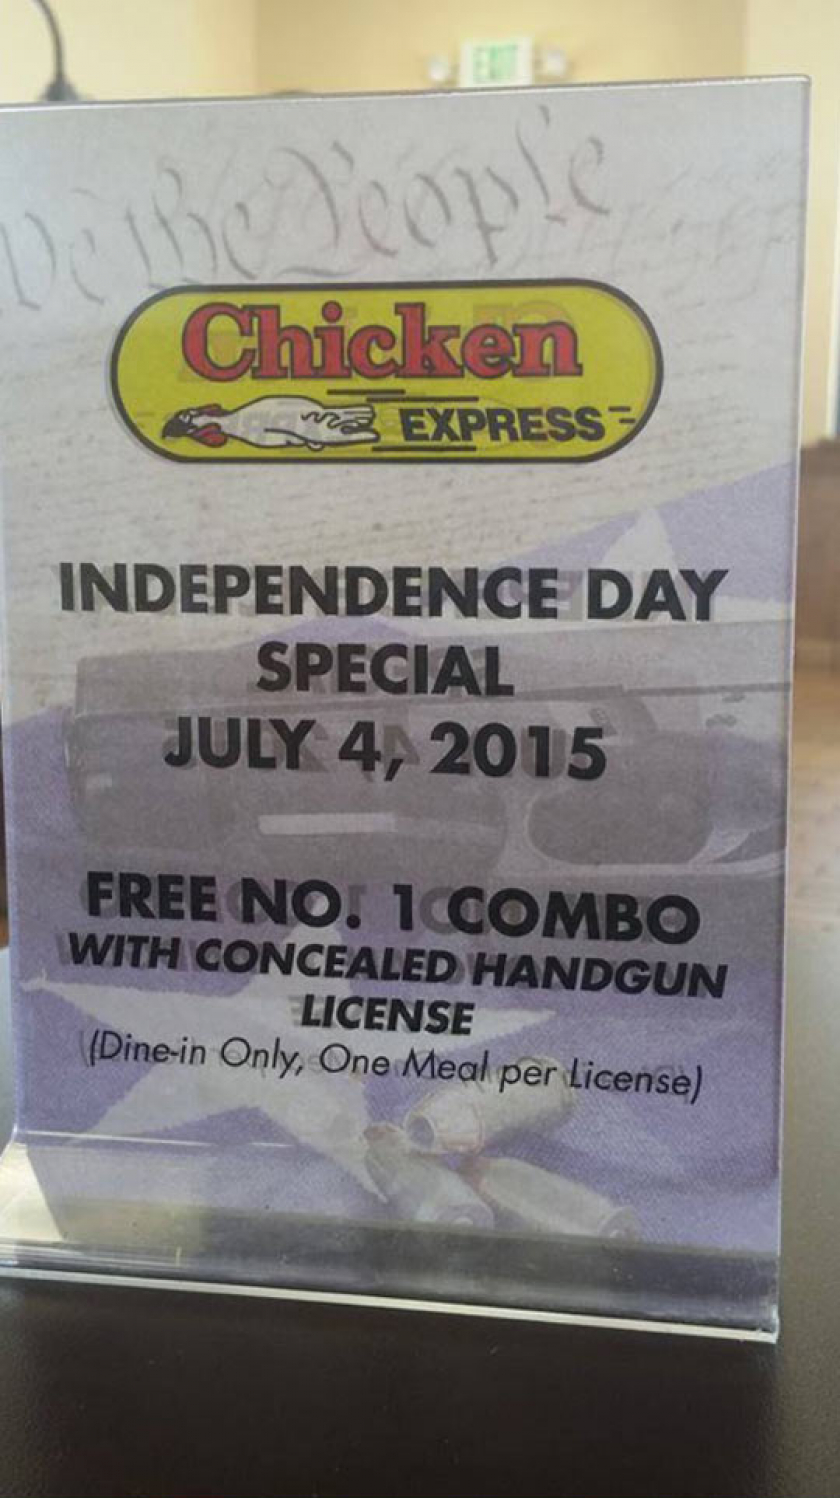 EXIT
We the People
Chicken
EXPRESS
INDEPENDENCE DAY
SPECIAL
JULY 4, 2015
FREE NO. 1 COMBO
WITH CONCEALED HANDGUN
LICENSE
(Dine-in Only, One Meal per License)